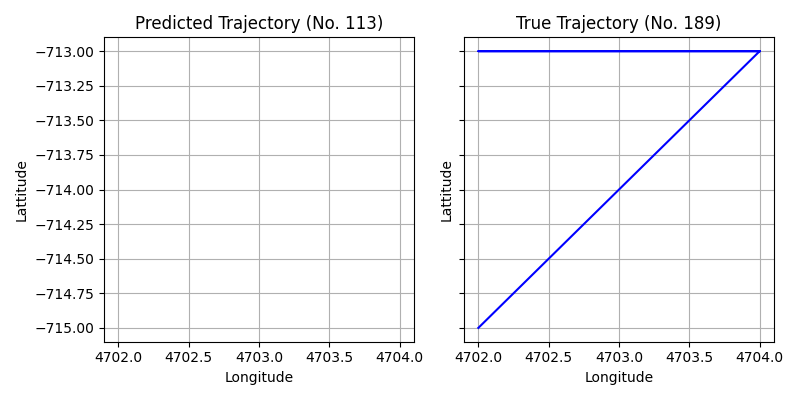 Predicted Trajectory (No. 113)
True Trajectory (No. 189)
−713.00
−713.25
−713.50
−713.75
−714.00
−714.25
−714.50
−714.75
−715.00
Lattitude
Lattitude
4702.0 4702.5 4703.0 4703.5 4704.0
4702.0 4702.5 4703.0 4703.5 4704.0
Longitude
Longitude